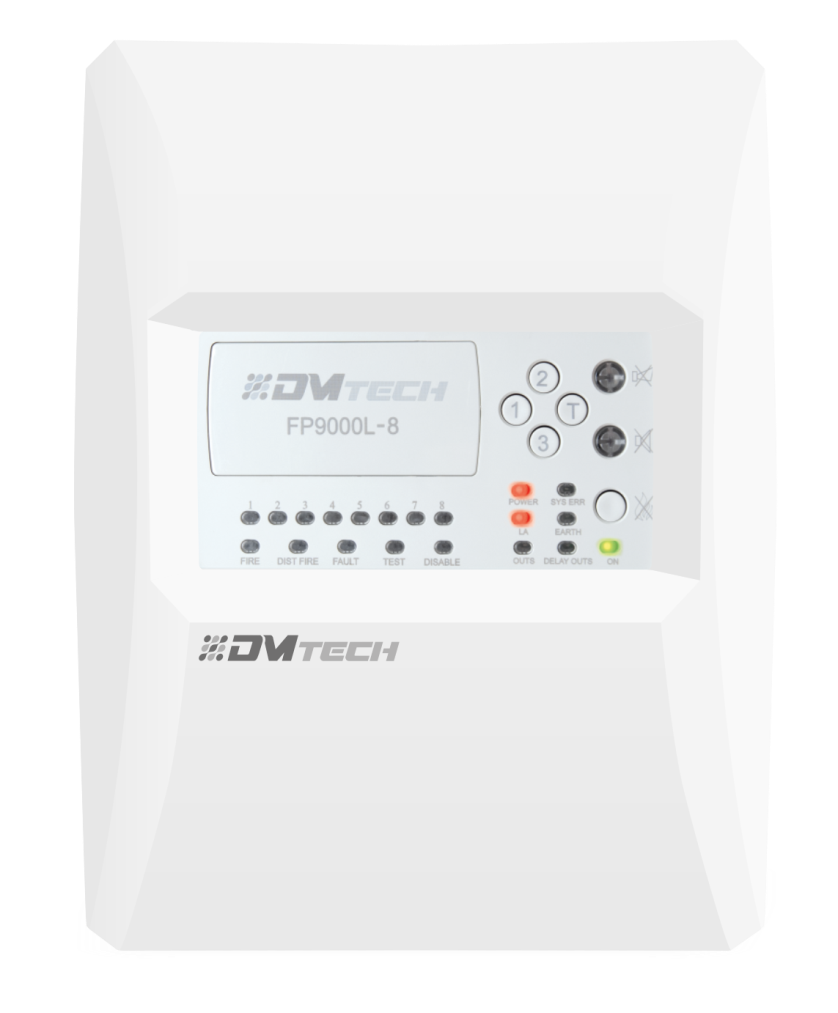 DMTECH
FP9000L-8
2
1 T
3
1 2 3 4 5 6 7 8
POWER SYS ERR
LA EARTH
FIRE DIST FIRE FAULT TEST DISABLE OUTS DELAY OUTS ON
DMTECH